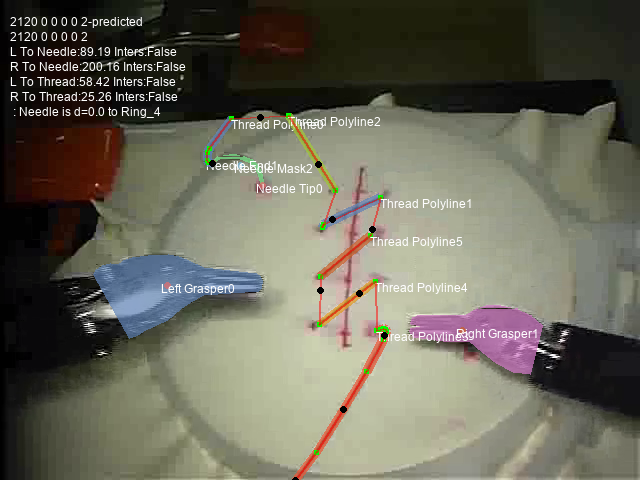 2120 0 0 0 0 2-predicted
2120 0 0 0 0 2
L To Needle:89.19 Inters:False
R To Needle:200.16 Inters:False
L To Thread:58.42 Inters:False
R To Thread:25.26 Inters:False
: Needle is d=0.0 to Ring_4
Thread Polyline0
Thread Polyline2
Needle End1
Needle Mask2
Needle Tip0
Thread Polyline1
Thread Polyline5
Left Grasper0
Thread Polyline4
Thread Polyline3
Right Grasper1